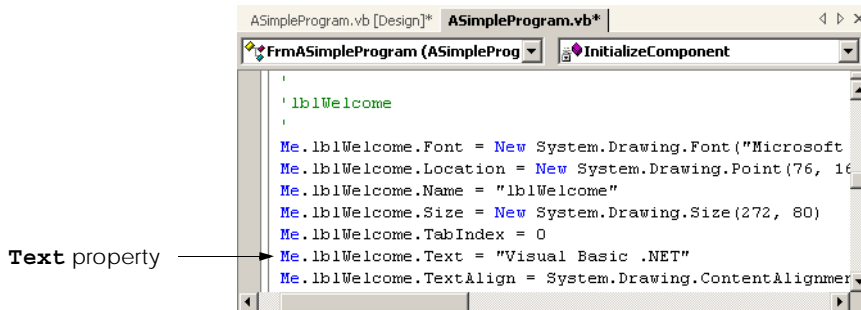 ASimpleProgram.vb [Design]* ASimpleProgram.vb*
FrmASimpleProgram (ASimpleProg InitializeComponent
'
'lblWelcome
'
Me.lblWelcome.Font = New System.Drawing.Font("Microsoft
Me.lblWelcome.Location = New System.Drawing.Point(76, 16
Me.lblWelcome.Name = "lblWelcome"
Me.lblWelcome.Size = New System.Drawing.Size(272, 80)
Me.lblWelcome.TabIndex = 0
Text property Me.lblWelcome.Text = "Visual Basic .NET"
Me.lblWelcome.TextAlign = System.Drawing.ContentAlignmen